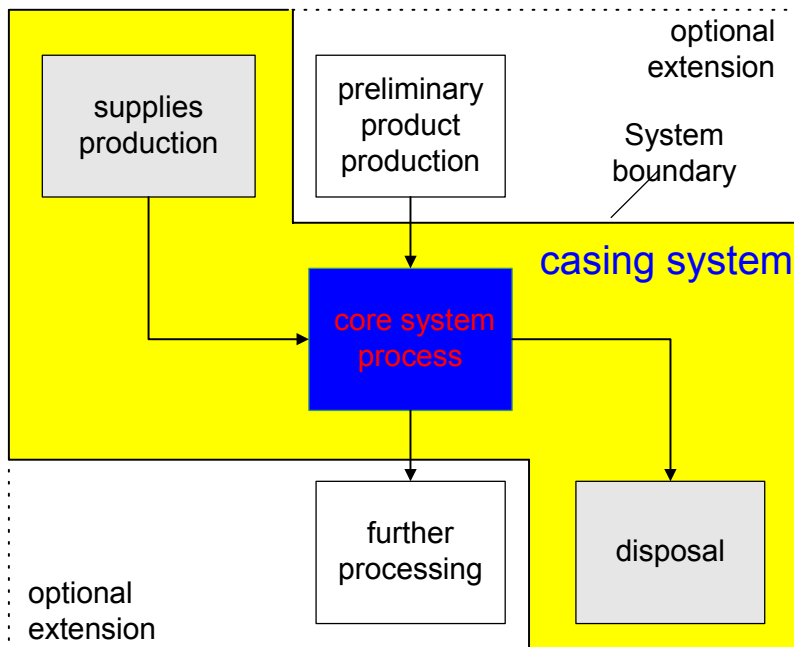 optional
extension
supplies
production
preliminary
product
production
System
boundary
casing system
core system
process
further
processing
disposal
optional
extension